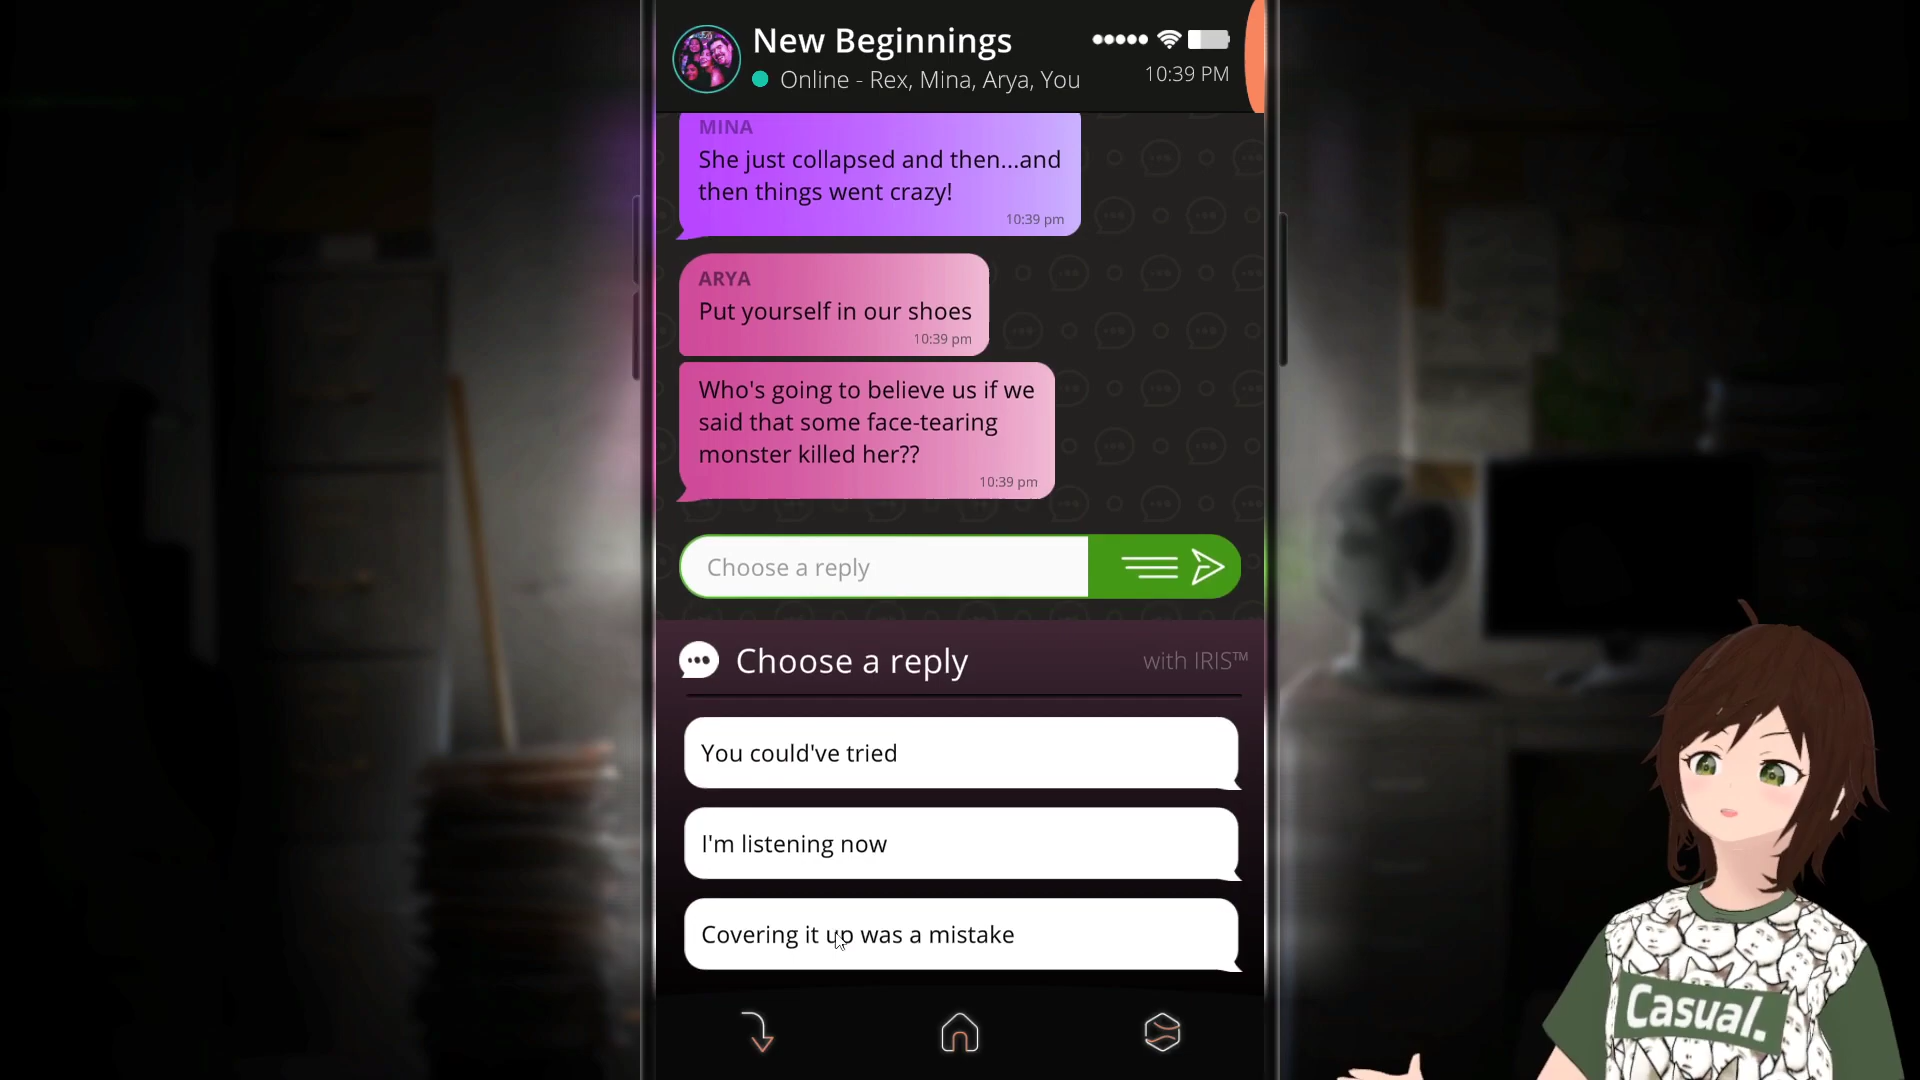 New Beginnings
Online - Rex, Mina, Arya, You
10:39 PM
MINA
She just collapsed and then...and
then things went crazy!
10:39 pm
ARYA
Put yourself in our shoes
10:39 pm
Who's going to believe us if we
said that some face-tearing
monster killed her??
10:39 pm
Choose a reply
Choose a reply
with IRIS™
You could've tried
I'm listening now
Covering it up was a mistake
Casual.